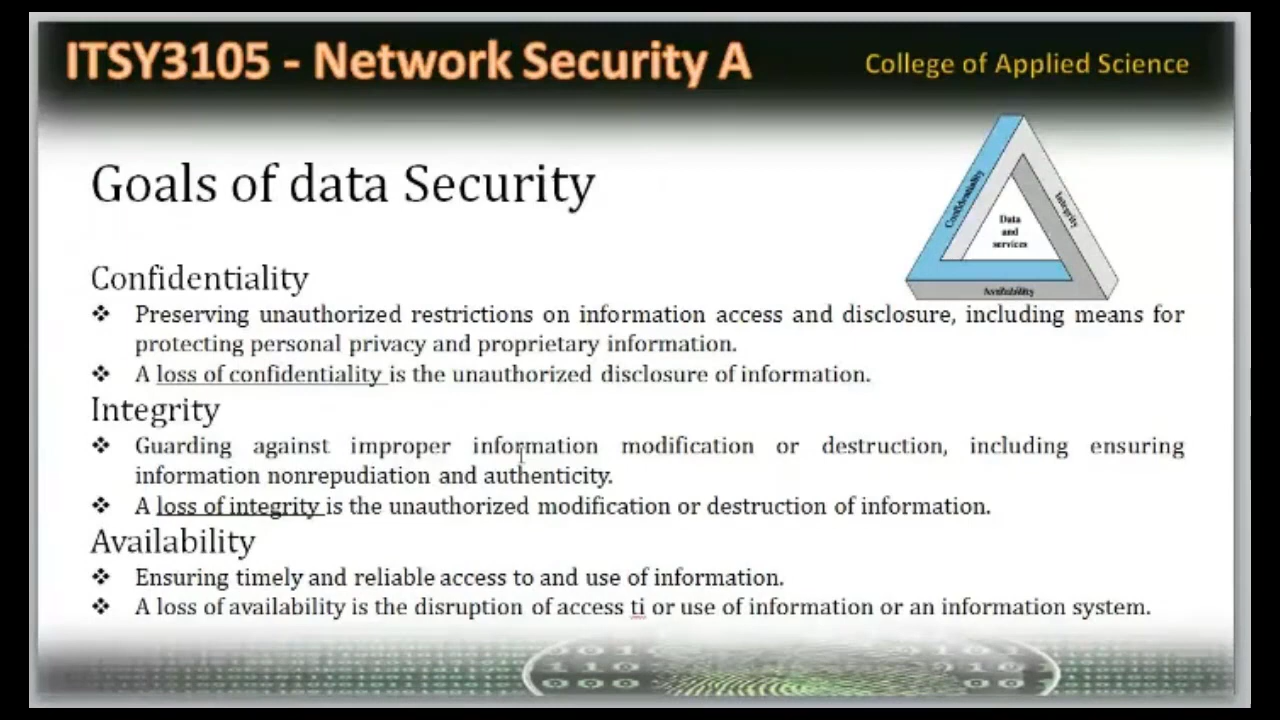 ITSY3105 - Network Security A
College of Applied Science
Goals of data Security
Confidentiality
Integrity
Data
and
services
Availability
Confidentiality
❖ Preserving unauthorized restrictions on information access and disclosure, including means for
protecting personal privacy and proprietary information.
❖ A loss of confidentiality is the unauthorized disclosure of information.
Integrity
❖ Guarding against improper information modification or destruction, including ensuring
information nonrepudiation and authenticity.
❖ A loss of integrity is the unauthorized modification or destruction of information.
Availability
❖ Ensuring timely and reliable access to and use of information.
❖ A loss of availability is the disruption of access ti or use of information or an information system.